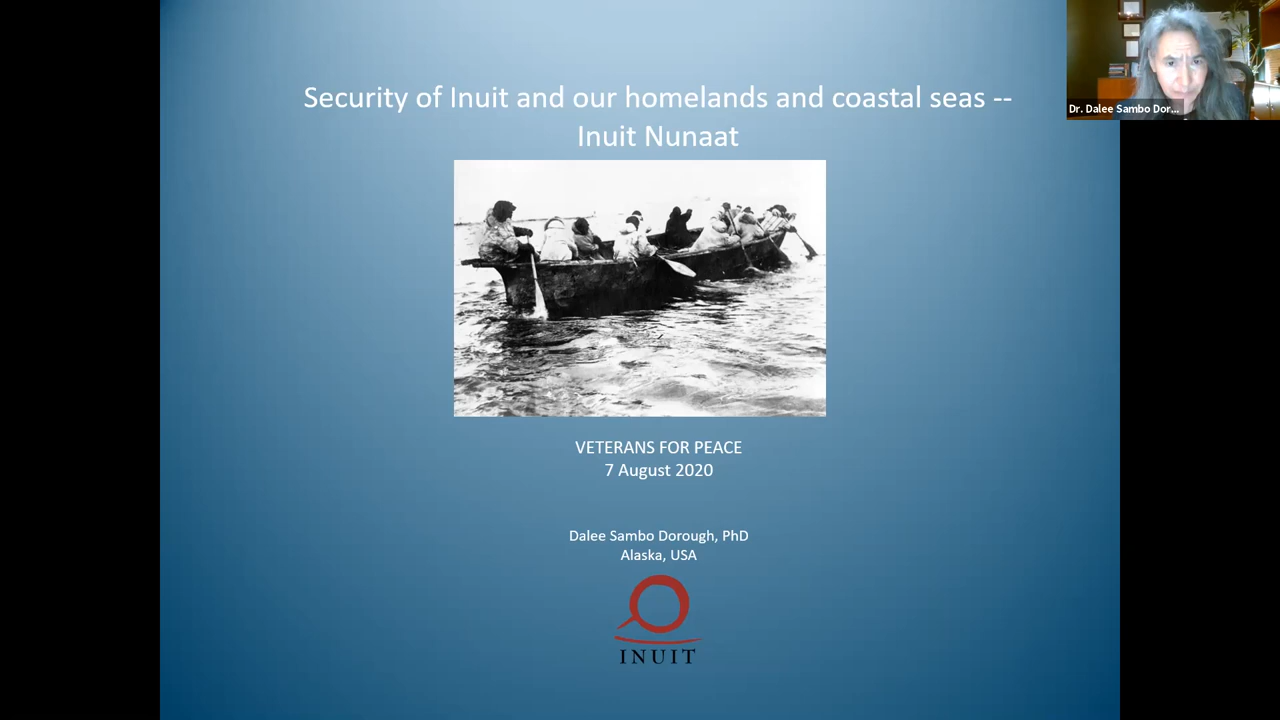 Security of Inuit and our homelands and coastal seas --
Inuit Nunaat
Dr. Dalee Sambo Dor...
VETERANS FOR PEACE
7 August 2020
Dalee Sambo Dorough, PhD
Alaska, USA
INUIT